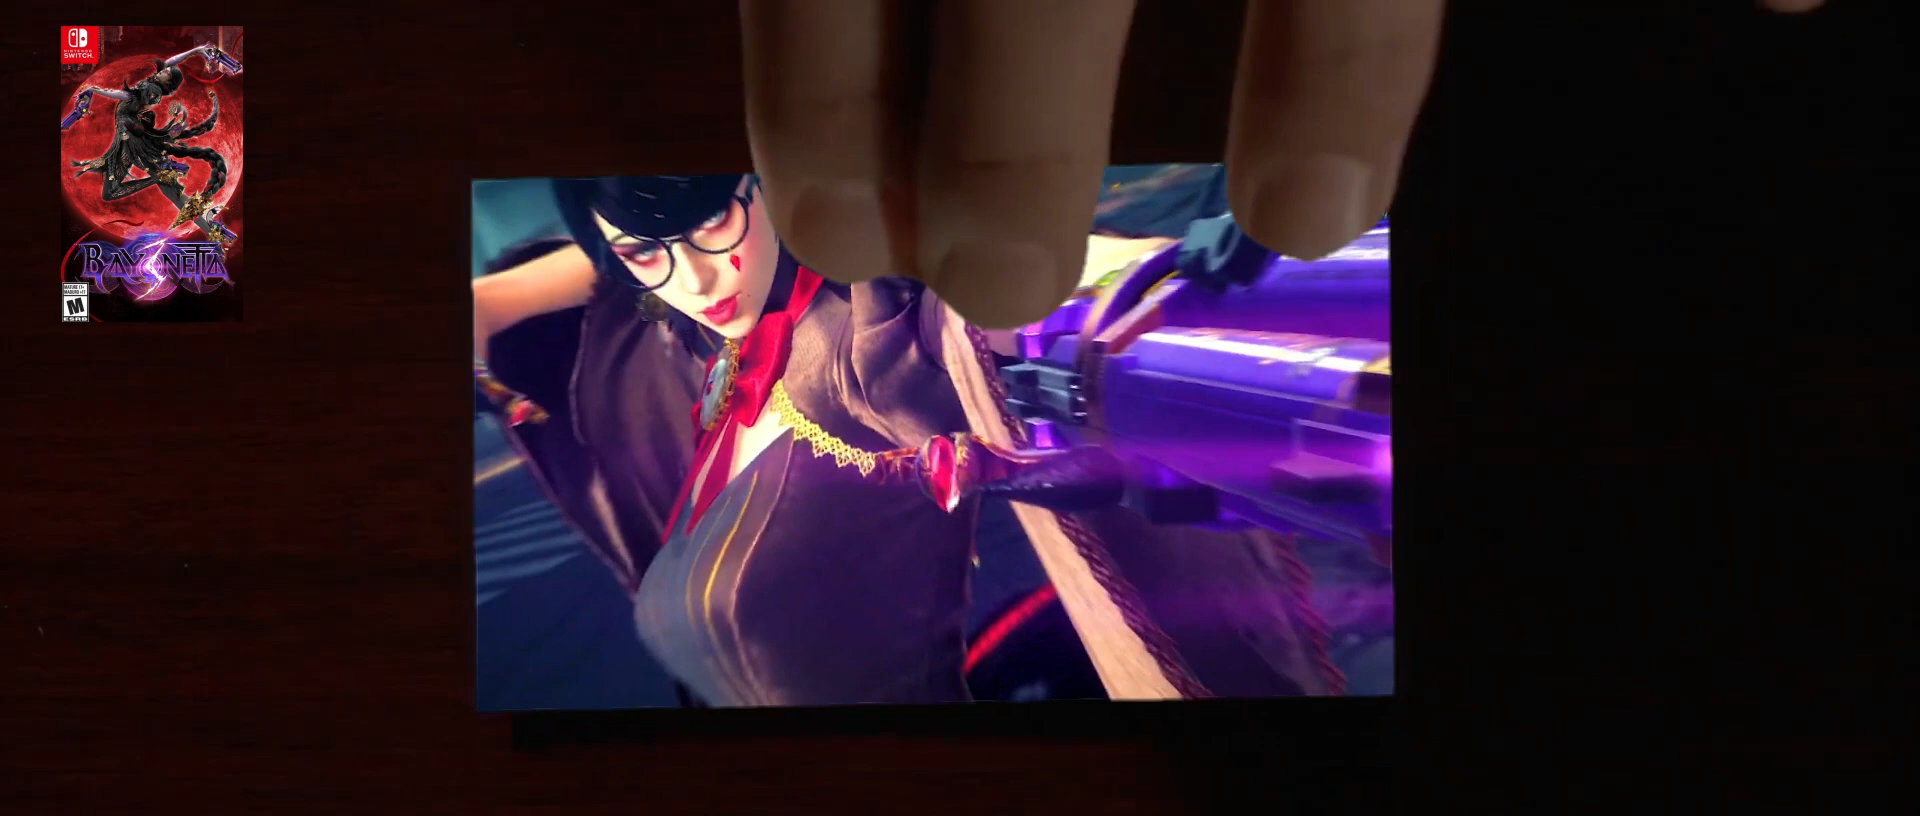 NINTENDO
SWITCH
BAYONETTA
MATURE 17+
M
ESRB